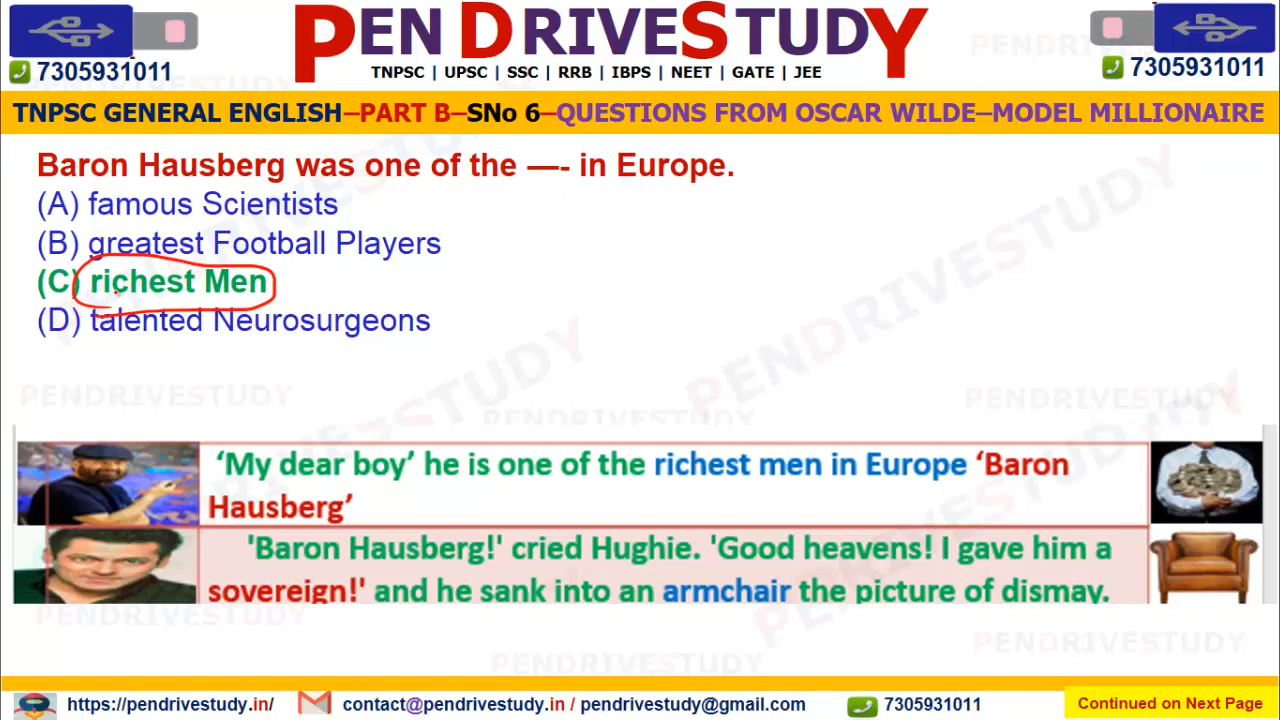 PEN DRIVESTUDY
7305931011
TNPSC | UPSC | SSC | RRB | IBPS | NEET | GATE | JEE
7305931011
TNPSC GENERAL ENGLISH–PART B–SNo 6–QUESTIONS FROM OSCAR WILDE–MODEL MILLIONAIRE
Baron Hausberg was one of the —- in Europe.
(A) famous Scientists
(B) greatest Football Players
(C) richest Men
(D) talented Neurosurgeons
‘My dear boy’ he is one of the richest men in Europe ‘Baron
Hausberg’
'Baron Hausberg!' cried Hughie. 'Good heavens! I gave him a
sovereign!' and he sank into an armchair the picture of dismay.
https://pendrivestudy.in/ contact@pendrivestudy.in / pendrivestudy@gmail.com 7305931011 Continued on Next Page